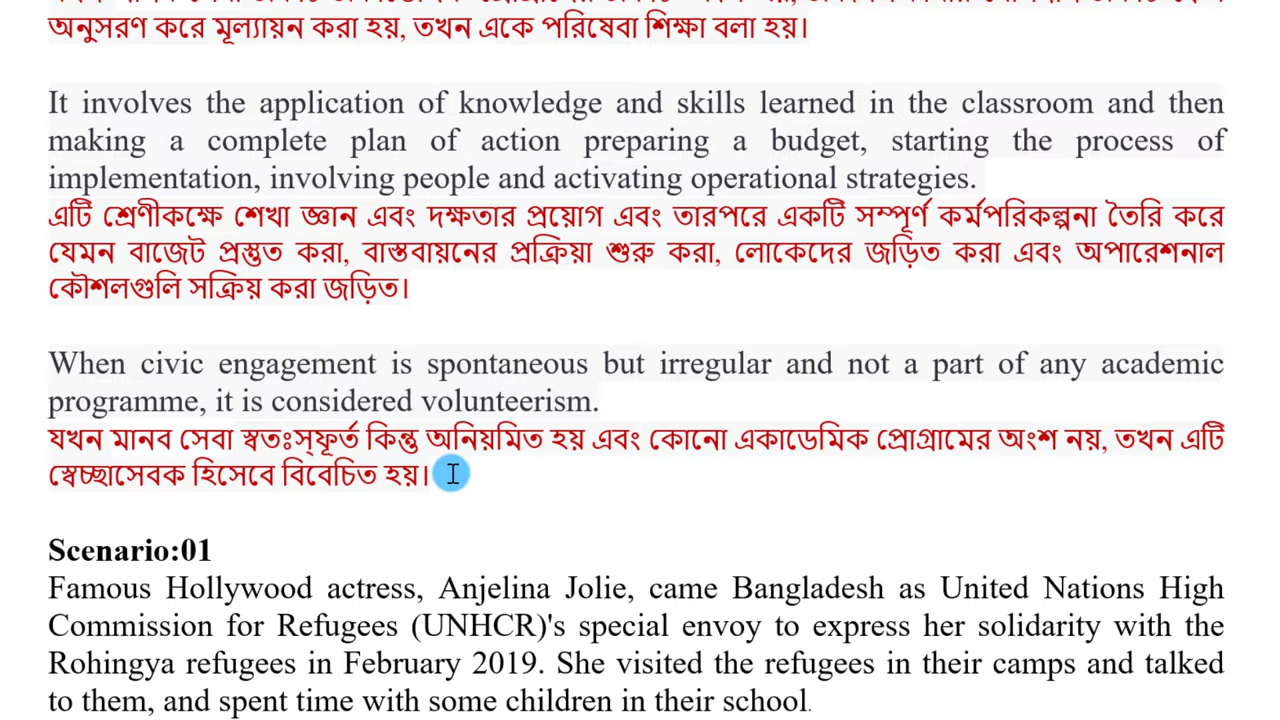 অনুসরণ করে মূল্যায়ন করা হয়, তখন একে পরিষেবা শিক্ষা বলা হয়।
It involves the application of knowledge and skills learned in the classroom and then
making a complete plan of action preparing a budget, starting the process of
implementation, involving people and activating operational strategies.
এটি শ্রেণীকক্ষে শেখা জ্ঞান এবং দক্ষতার প্রয়োগ এবং তারপরে একটি সম্পূর্ণ কর্মপরিকল্পনা তৈরি করে
যেমন বাজেট প্রস্তুত করা, বাস্তবায়নের প্রক্রিয়া শুরু করা, লোকেদের জড়িত করা এবং অপারেশনাল
কৌশলগুলি সক্রিয় করা জড়িত।
When civic engagement is spontaneous but irregular and not a part of any academic
programme, it is considered volunteerism.
যখন মানব সেবা স্বতঃস্ফূর্ত কিন্তু অনিয়মিত হয় এবং কোনো একাডেমিক প্রোগ্রামের অংশ নয়, তখন এটি
স্বেচ্ছাসেবক হিসেবে বিবেচিত হয়।
Scenario:01
Famous Hollywood actress, Anjelina Jolie, came Bangladesh as United Nations High
Commission for Refugees (UNHCR)'s special envoy to express her solidarity with the
Rohingya refugees in February 2019. She visited the refugees in their camps and talked
to them, and spent time with some children in their school.